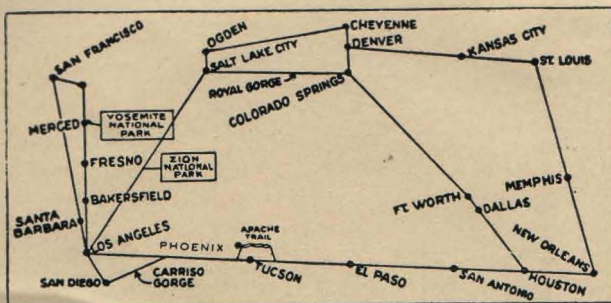 SAN FRANCISCO
OGDEN
SALT LAKE CITY
CHEYENNE
DENVER
KANSAS CITY
ST. LOUIS
ROYAL GORGE
COLORADO SPRINGS
MERCED
YOSEMITE
NATIONAL
PARK
FRESNO
ZION
NATIONAL
PARK
BAKERSFIELD
SANTA
BARBARA
LOS ANGELES
FT. WORTH
DALLAS
MEMPHIS
NEW ORLEANS
PHOENIX
APACHE
TRAIL
SAN DIEGO
CARRISO
GORGE
TUCSON
EL PASO
SAN ANTONIO
HOUSTON